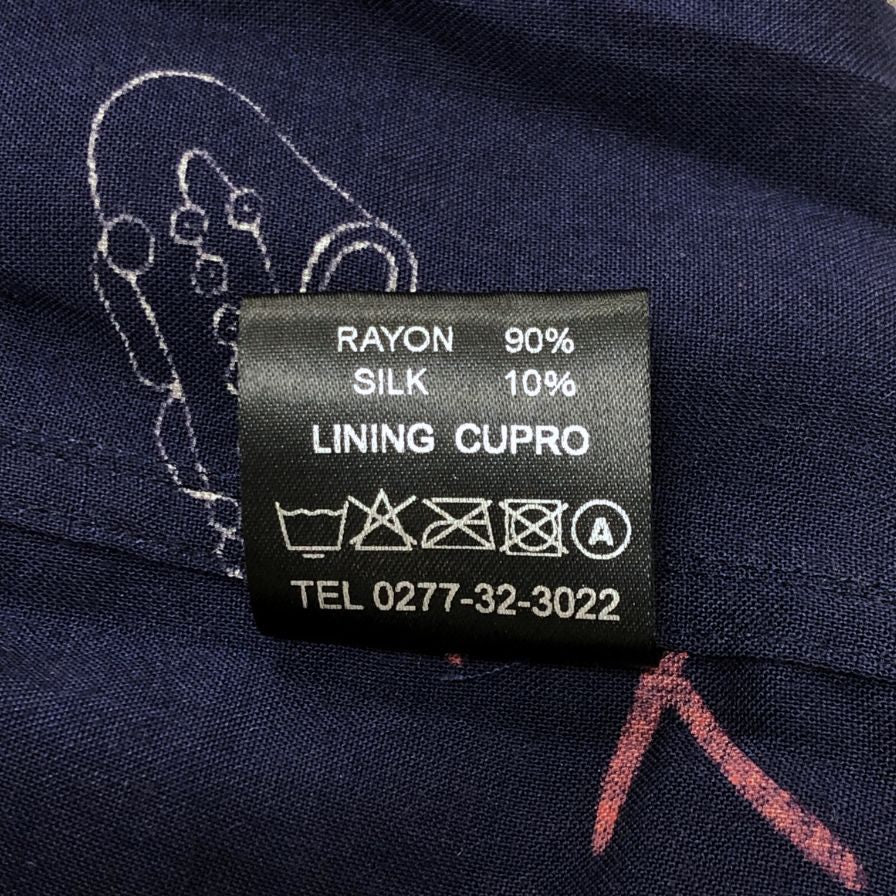 RAYON 90%
SILK 10%
LINING CUPRO
A
TEL 0277-32-3022